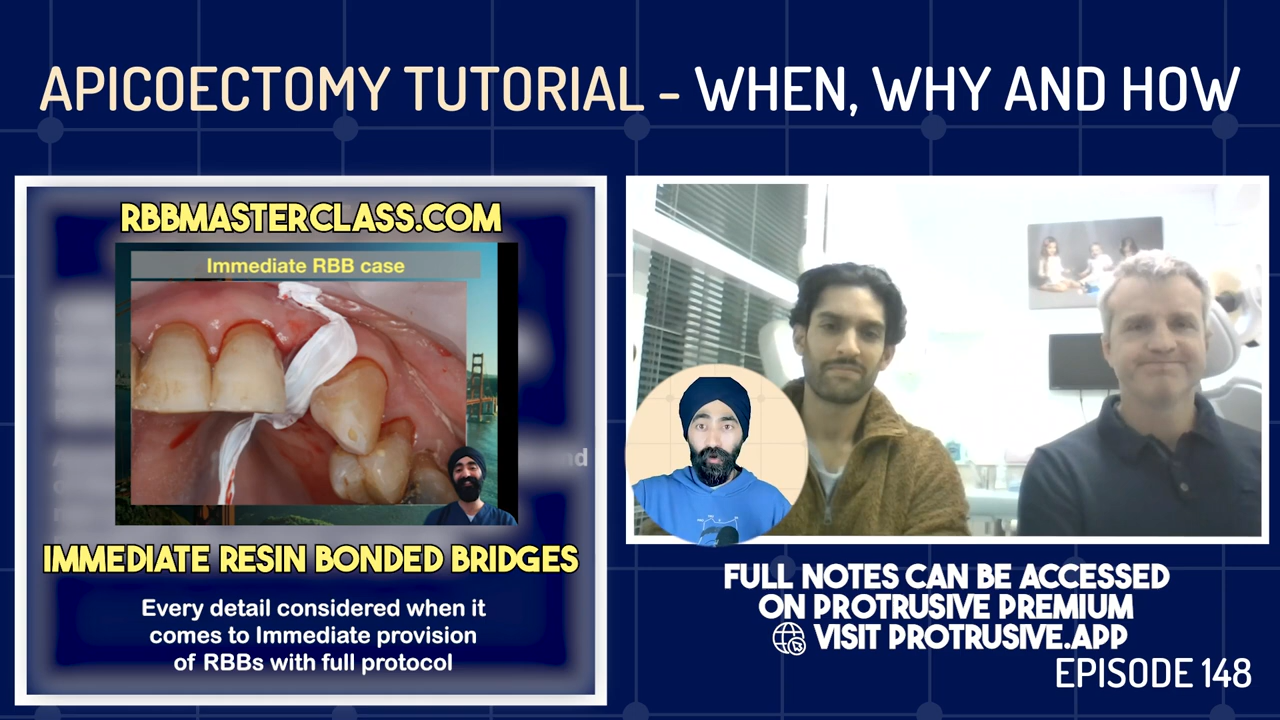 APICOECTOMY TUTORIAL - WHEN, WHY AND HOW
RBBMASTERCLASS.COM
Immediate RBB case
IMMEDIATE RESIN BONDED BRIDGES
Every detail considered when it
comes to Immediate provision
of RBBs with full protocol
FULL NOTES CAN BE ACCESSED
ON PROTRUSIVE PREMIUM
VISIT PROTRUSIVE.APP
EPISODE 148